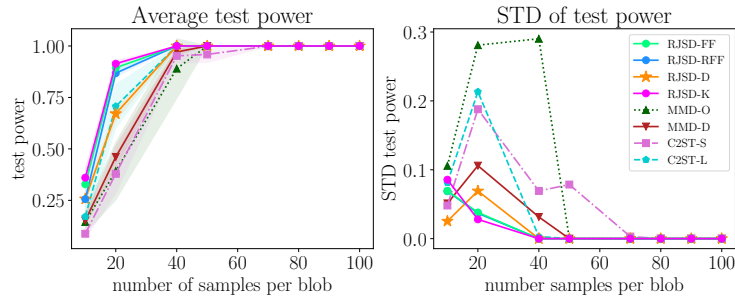 Average test power
test power
1.00
0.75
0.50
0.25
20 40 60 80 100
number of samples per blob
STD of test power
STD test power
0.3
0.2
0.1
0.0
20 40 60 80 100
number of samples per blob
RJSD-FF
RJSD-RFF
RJSD-D
RJSD-K
MMD-O
MMD-D
C2ST-S
C2ST-L